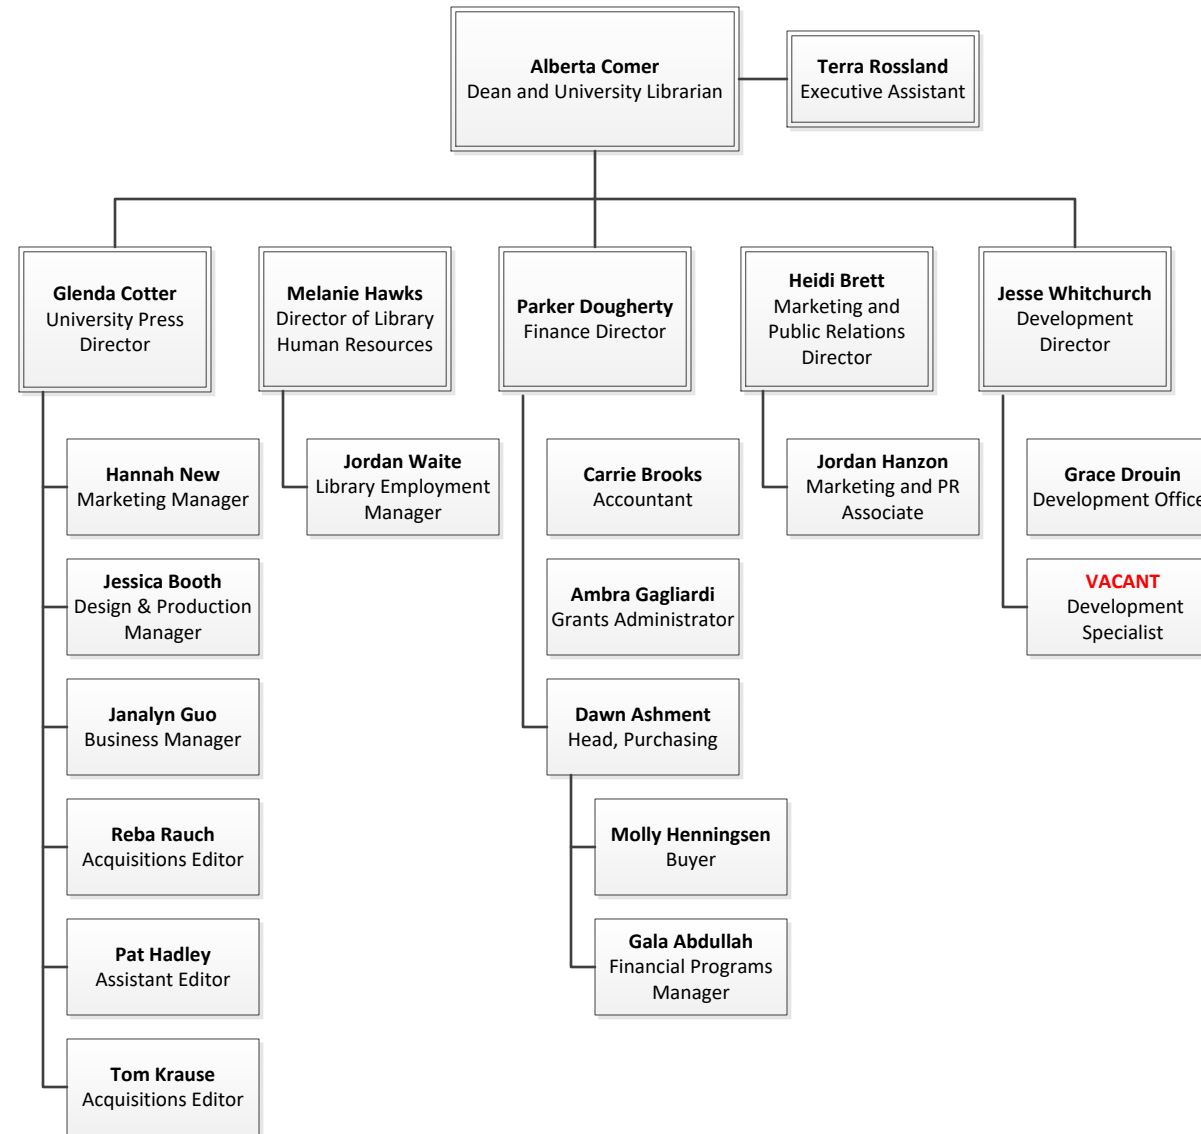 Alberta Comer
Dean and University Librarian
Terra Rossland
Executive Assistant
Glenda Cotter
University Press
Director
Melanie Hawks
Director of Library
Human Resources
Parker Dougherty
Finance Director
Heidi Brett
Marketing and
Public Relations
Director
Jesse Whitchurch
Development
Director
Hannah New
Marketing Manager
Jessica Booth
Design & Production
Manager
Janalyn Guo
Business Manager
Reba Rauch
Acquisitions Editor
Pat Hadley
Assistant Editor
Tom Krause
Acquisitions Editor
Jordan Waite
Library Employment
Manager
Carrie Brooks
Accountant
Ambra Gagliardi
Grants Administrator
Dawn Ashment
Head, Purchasing
Molly Henningsen
Buyer
Gala Abdullah
Financial Programs
Manager
Jordan Hanzon
Marketing and PR
Associate
Grace Drouin
Development Office
VACANT
Development
Specialist